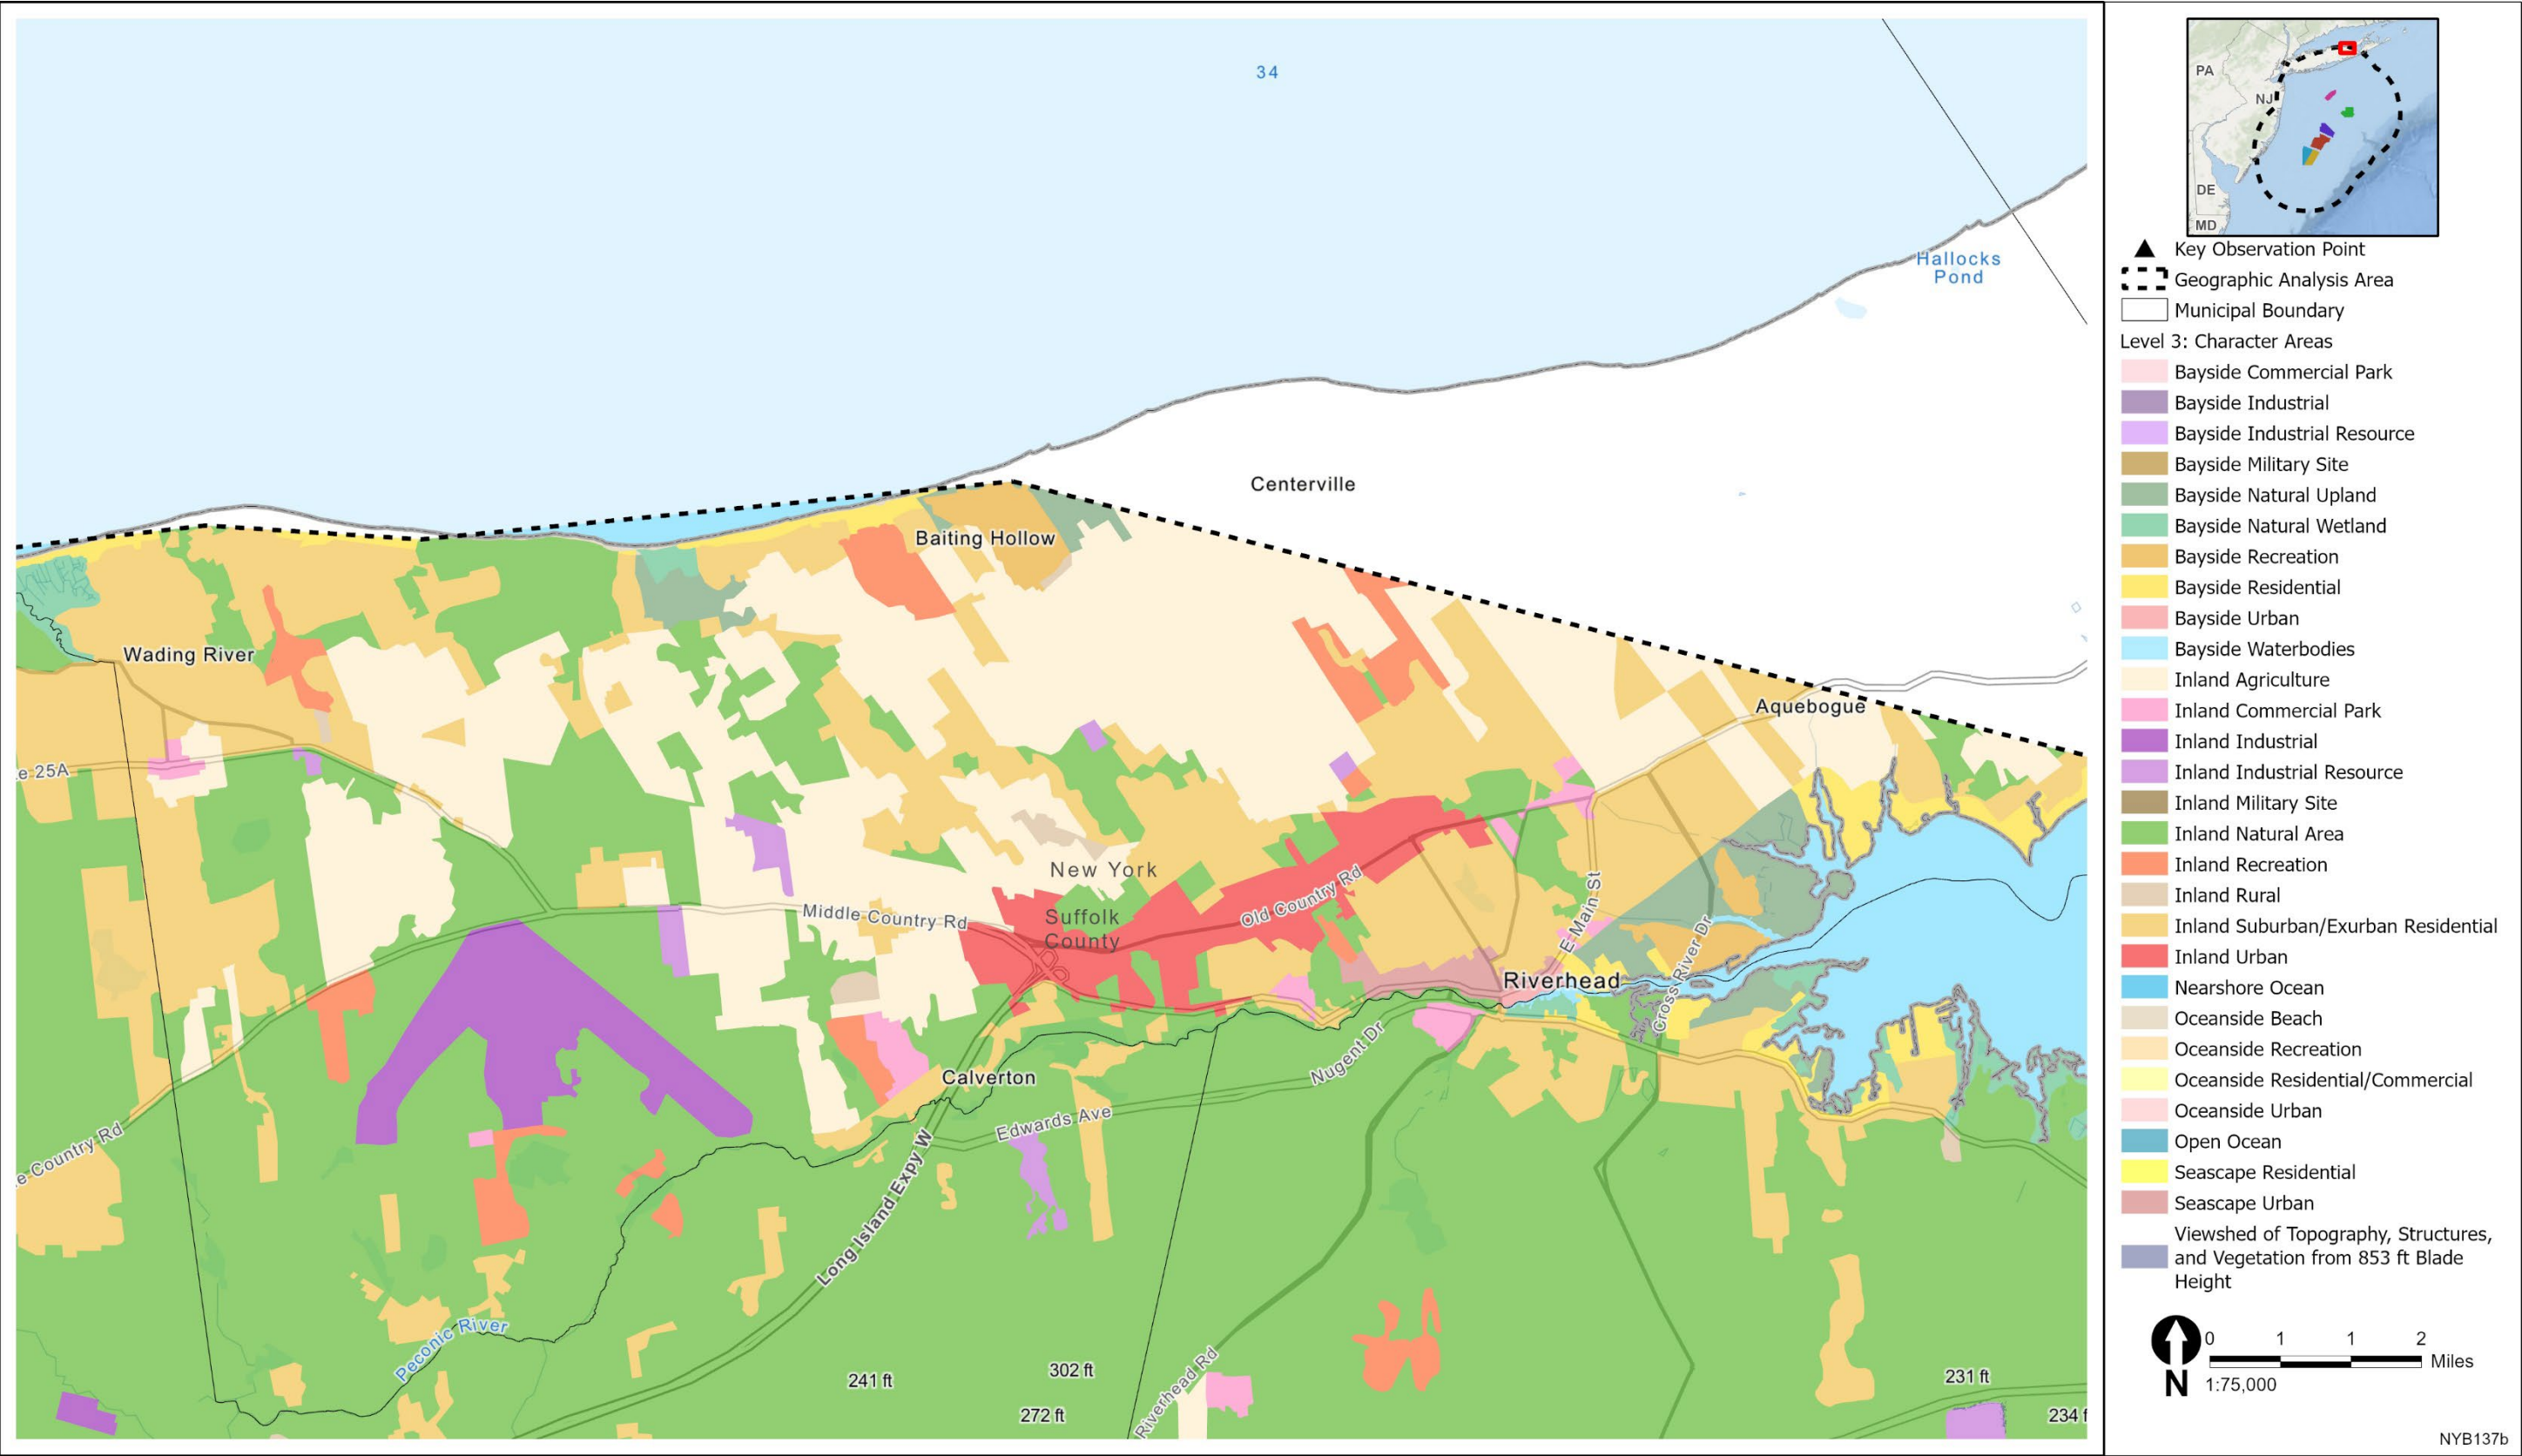 34
Hallocks
Pond
Centerville
Baiting Hollow
Wading River
Aquebogue
e 25A
New York
Middle Country Rd
Suffolk
County
Old Country Rd
E Main St
Riverhead
Cross River Dr
Nugent Dr
Calverton
Edwards Ave
e Country Rd
Long Island Expy W
Peconic River
Riverhead Rd
241 ft
302 ft
272 ft
231 ft
234 f
PA
NJ
DE
MD
Key Observation Point
Geographic Analysis Area
Municipal Boundary
Level 3: Character Areas
Bayside Commercial Park
Bayside Industrial
Bayside Industrial Resource
Bayside Military Site
Bayside Natural Upland
Bayside Natural Wetland
Bayside Recreation
Bayside Residential
Bayside Urban
Bayside Waterbodies
Inland Agriculture
Inland Commercial Park
Inland Industrial
Inland Industrial Resource
Inland Military Site
Inland Natural Area
Inland Recreation
Inland Rural
Inland Suburban/Exurban Residential
Inland Urban
Nearshore Ocean
Oceanside Beach
Oceanside Recreation
Oceanside Residential/Commercial
Oceanside Urban
Open Ocean
Seascape Residential
Seascape Urban
Viewshed of Topography, Structures,
and Vegetation from 853 ft Blade
Height
0 1 1 2
Miles
N
1:75,000
NYB137b